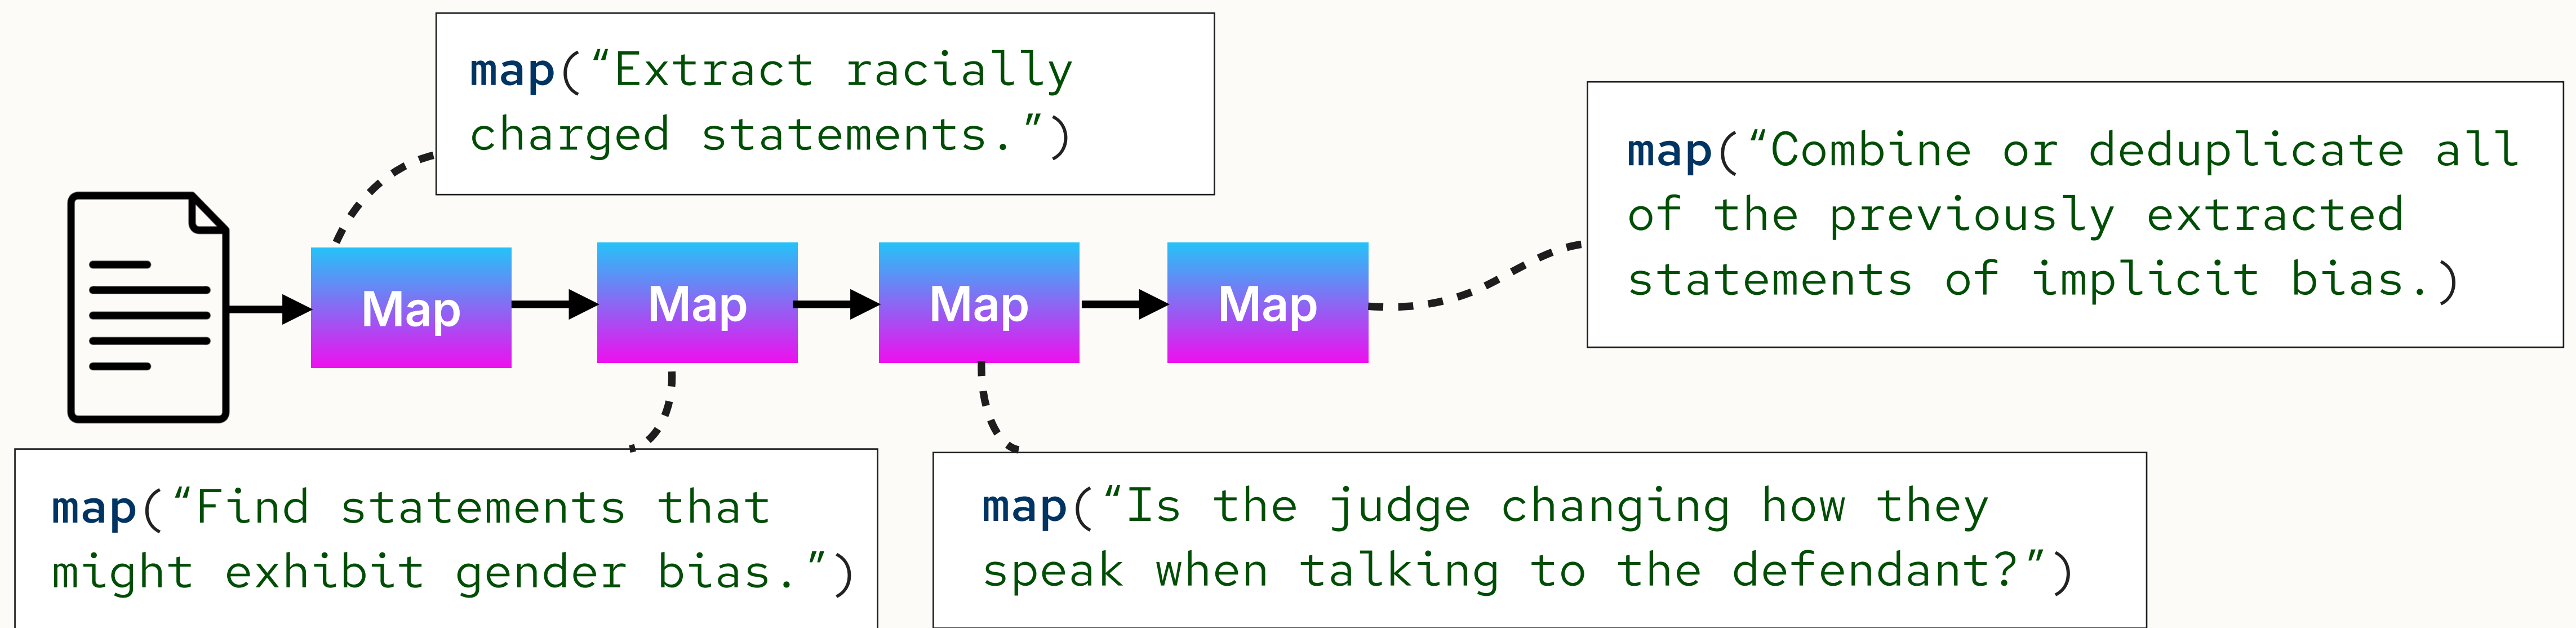 map(“Extract racially
charged statements.”)
map(“Combine or deduplicate all
of the previously extracted
statements of implicit bias.)
Map
Map
Map
Map
map(“Find statements that
might exhibit gender bias.”)
map(“Is the judge changing how they
speak when talking to the defendant?”)